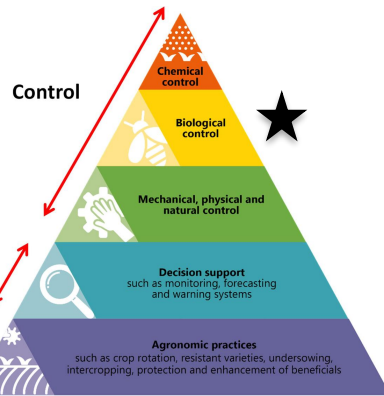 Control
Chemical
control
Biological
control
Mechanical, physical and
natural control
Decision support
such as monitoring, forecasting
and warning systems
Agronomic practices
such as crop rotation, resistant varieties, undersowing,
intercropping, protection and enhancement of beneficials